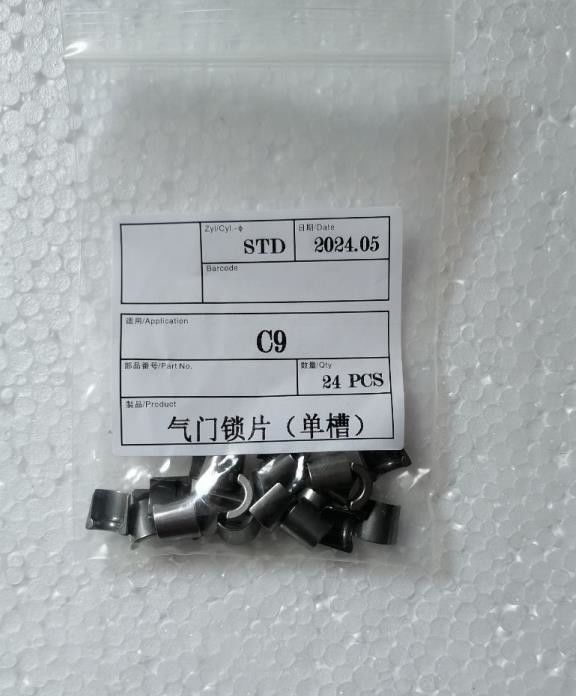 Zyl/Cyl.-Φ
STD
日期/Date
2024.05
Barcode
适用/Application
C9
部品番号/Part No.
数量/Qty
24 PCS
製品/Product
气门锁片（单槽）